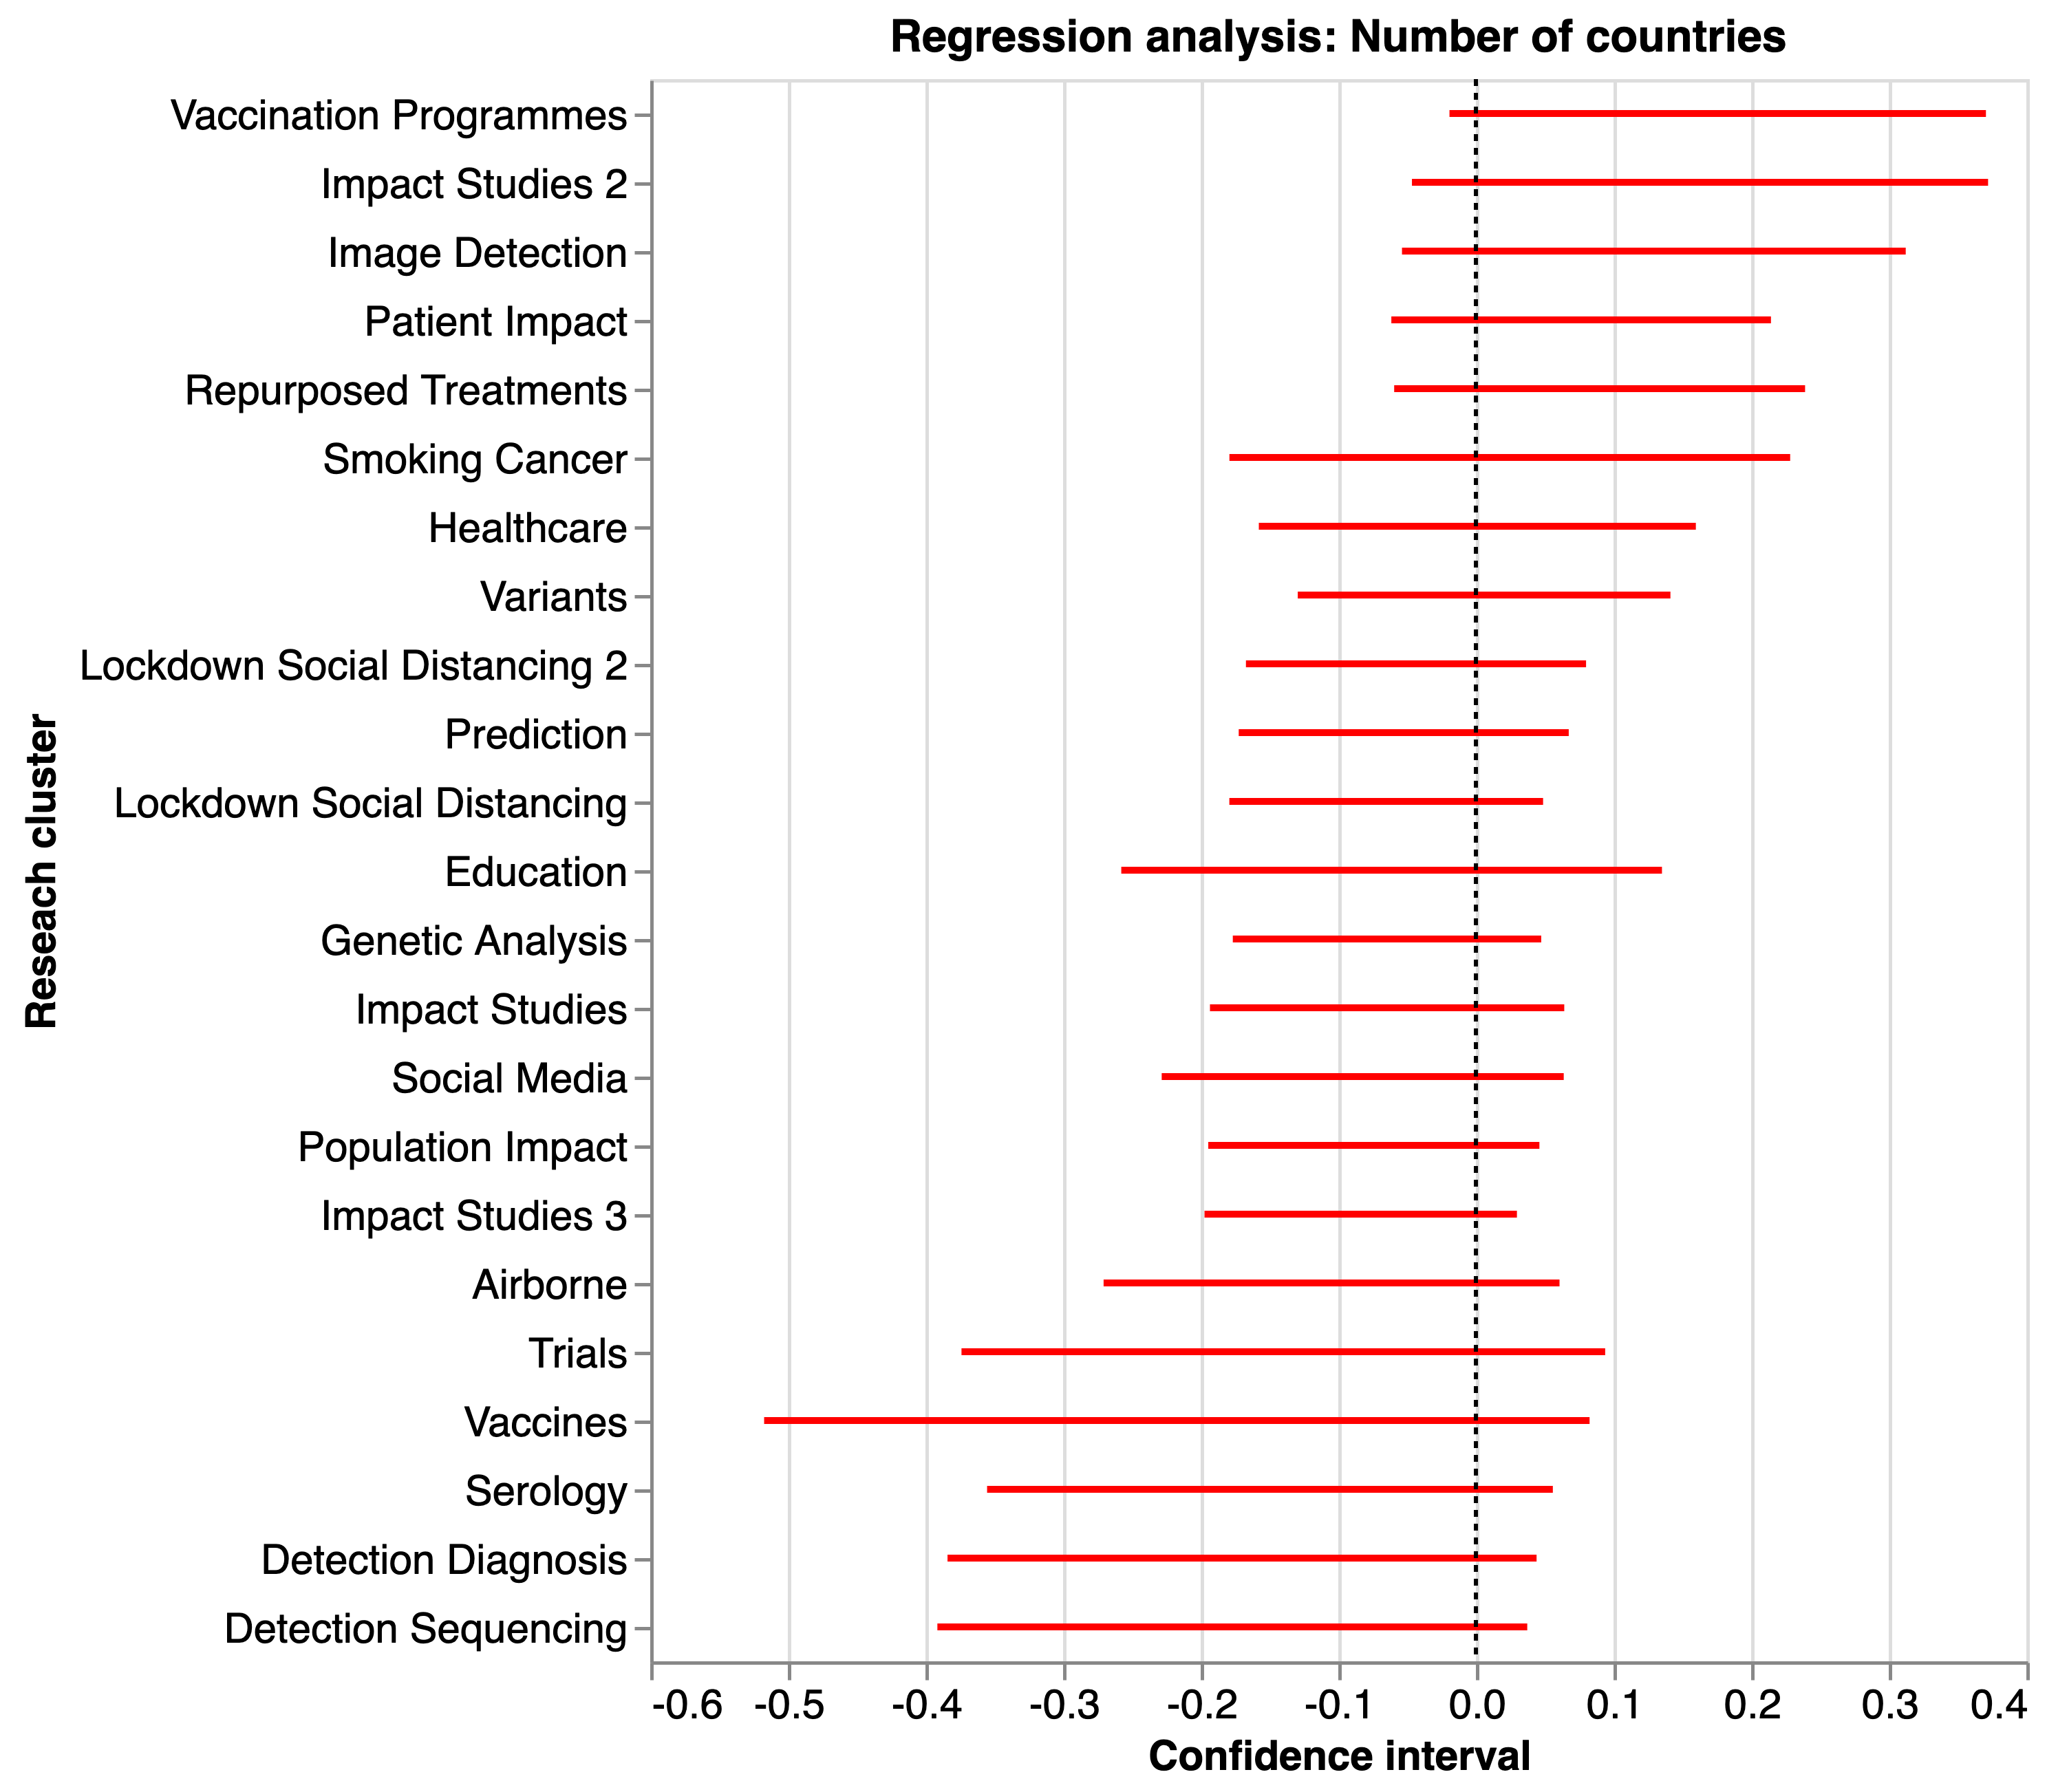 Regression analysis: Number of countries
Vaccination Programmes
Impact Studies 2
Image Detection
Patient Impact
Repurposed Treatments
Smoking Cancer
Healthcare
Variants
Lockdown Social Distancing 2
Prediction
Lockdown Social Distancing
Education
Genetic Analysis
Impact Studies
Social Media
Population Impact
Impact Studies 3
Airborne
Trials
Vaccines
Serology
Detection Diagnosis
Detection Sequencing
Reseach cluster
-0.6 -0.5 -0.4 -0.3 -0.2 -0.1 0.0 0.1 0.2 0.3 0.4
Confidence interval